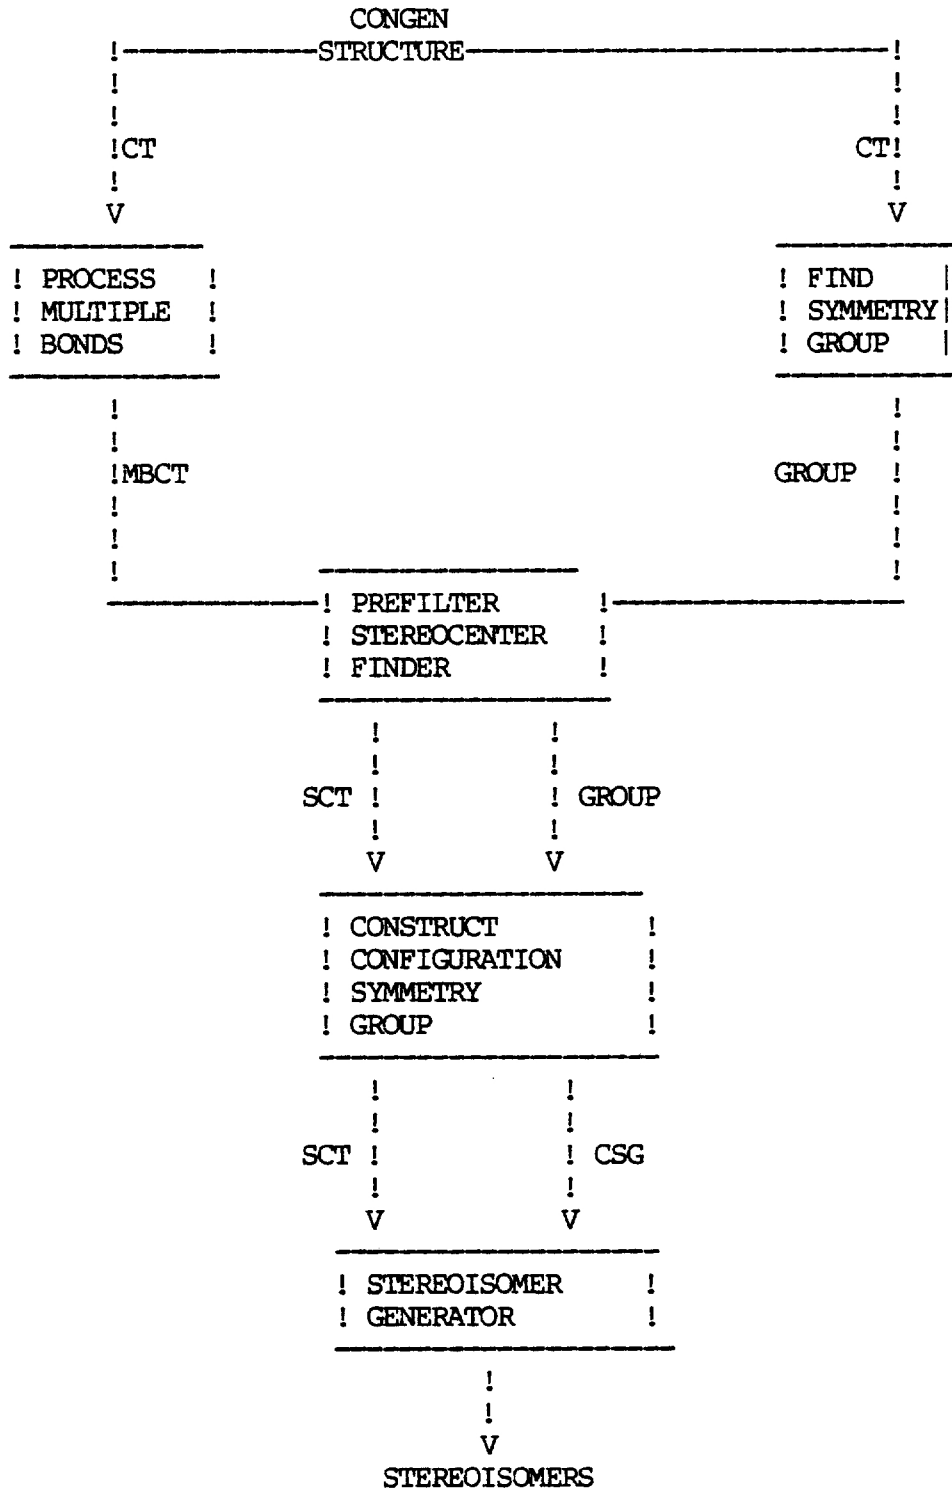 CONGEN
STRUCTURE
CT
CT
V
V
PROCESS
MULTIPLE
BONDS
FIND
SYMMETRY
GROUP
MBCT
GROUP
PREFILTER
STEREOCENTER
FINDER
SCT
GROUP
V
V
CONSTRUCT
CONFIGURATION
SYMMETRY
GROUP
SCT
CSG
V
V
STEREOISOMER
GENERATOR
V
STEREOISOMERS